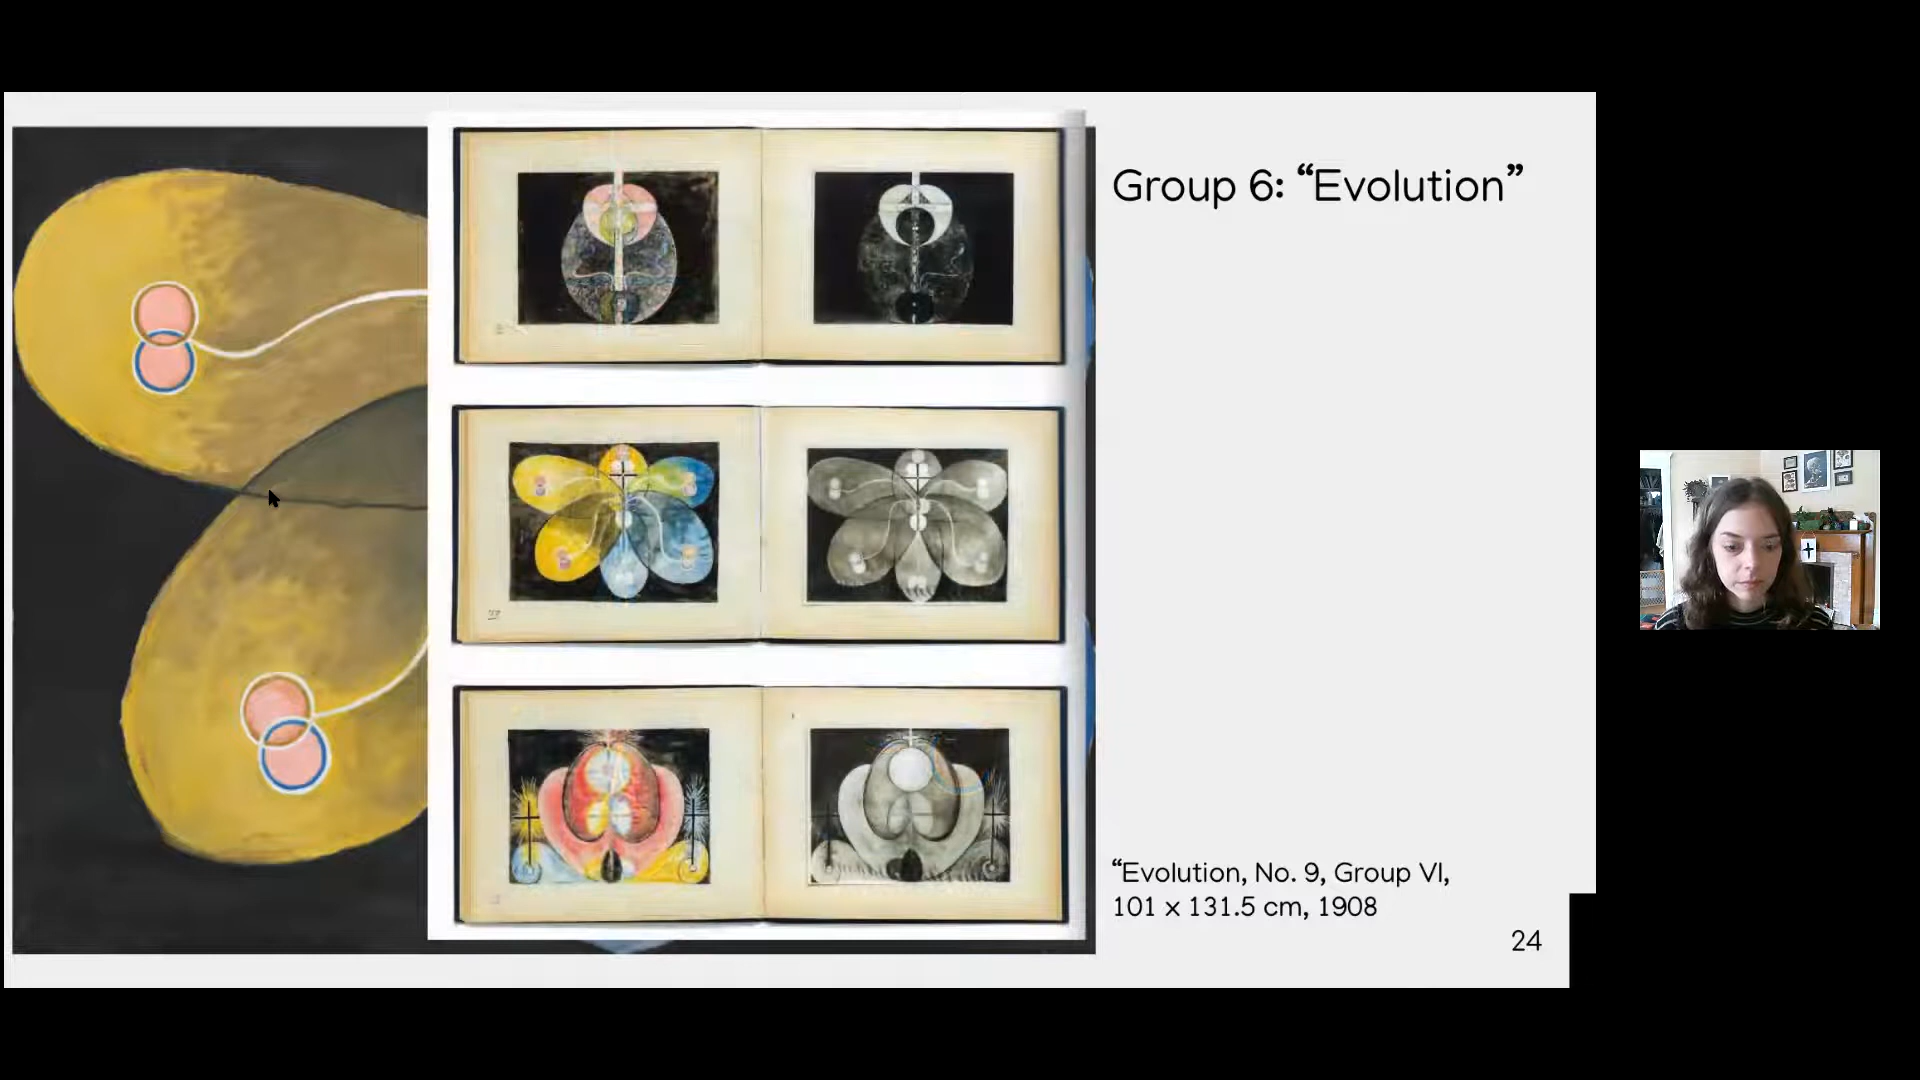 Group 6: “Evolution”
“Evolution, No. 9, Group VI,
101 x 131.5 cm, 1908
24